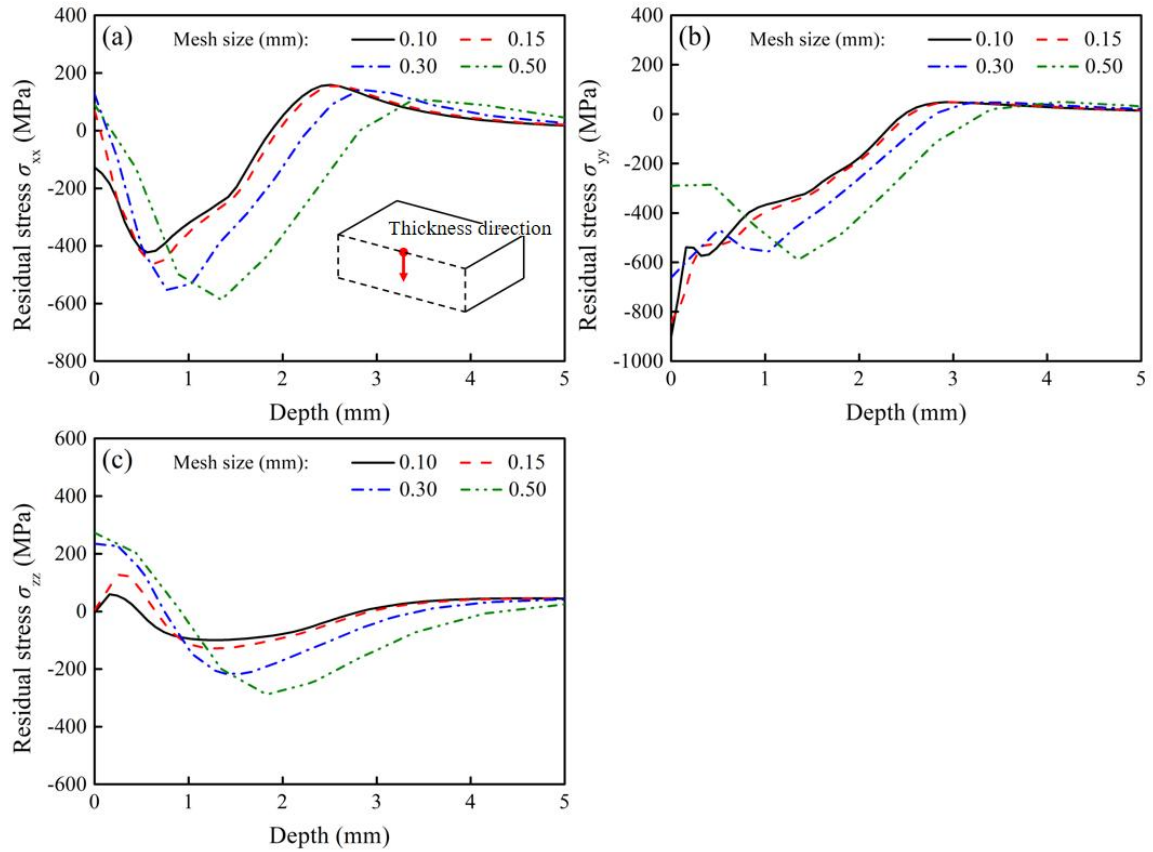 (a)
Mesh size (mm):
0.10
0.15
0.30
0.50
400
200
0
-200
-400
-600
-800
Residual stress σxx (MPa)
Thickness direction
0 1 2 3 4 5
Depth (mm)
(b)
Mesh size (mm):
0.10
0.15
0.30
0.50
400
200
0
-200
-400
-600
-800
-1000
Residual stress σyy (MPa)
0 1 2 3 4 5
Depth (mm)
(c)
Mesh size (mm):
0.10
0.15
0.30
0.50
600
400
200
0
-200
-400
-600
Residual stress σzz (MPa)
0 1 2 3 4 5
Depth (mm)